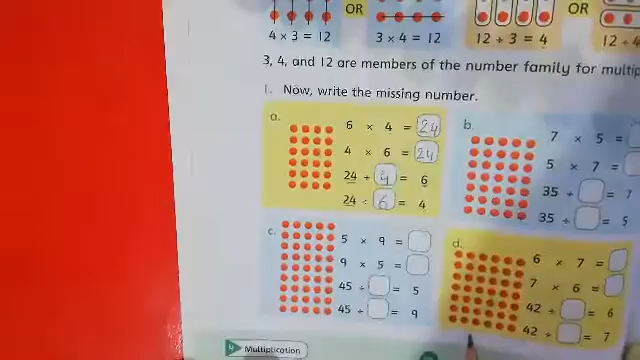 OR
OR
4 × 3 = 12
3 × 4 = 12
12 ÷ 3 = 4
12 ÷ 4
3, 4, and 12 are members of the number family for
1. Now, write the missing number.
a.
6 × 4 = 24
4 × 6 = 24
24 ÷ 4 = 6
24 ÷ 6 = 4
b.
7 × 5 =
5 × 7 =
35 ÷ = 7
35 ÷ = 5
c.
5 × 9 =
9 × 5 =
45 ÷ = 5
45 ÷ = 9
d.
6 × 7 =
7 × 6 =
42 ÷ = 6
42 ÷ = 7
4 Multiplication